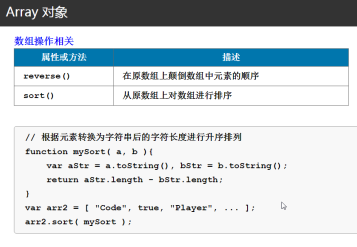 Array 对象
数组操作相关
属性或方法 描述
reverse() 在原数组上颠倒数组中元素的顺序
sort() 从原数组上对数组进行排序
// 根据元素转换为字符串后的字符长度进行升序排列
function mySort( a, b ){
var aStr = a.toString(), bStr = b.toString();
return aStr.length - bStr.length;
}
var arr2 = [ "Code", true, "Player", ... ];
arr2.sort( mySort );